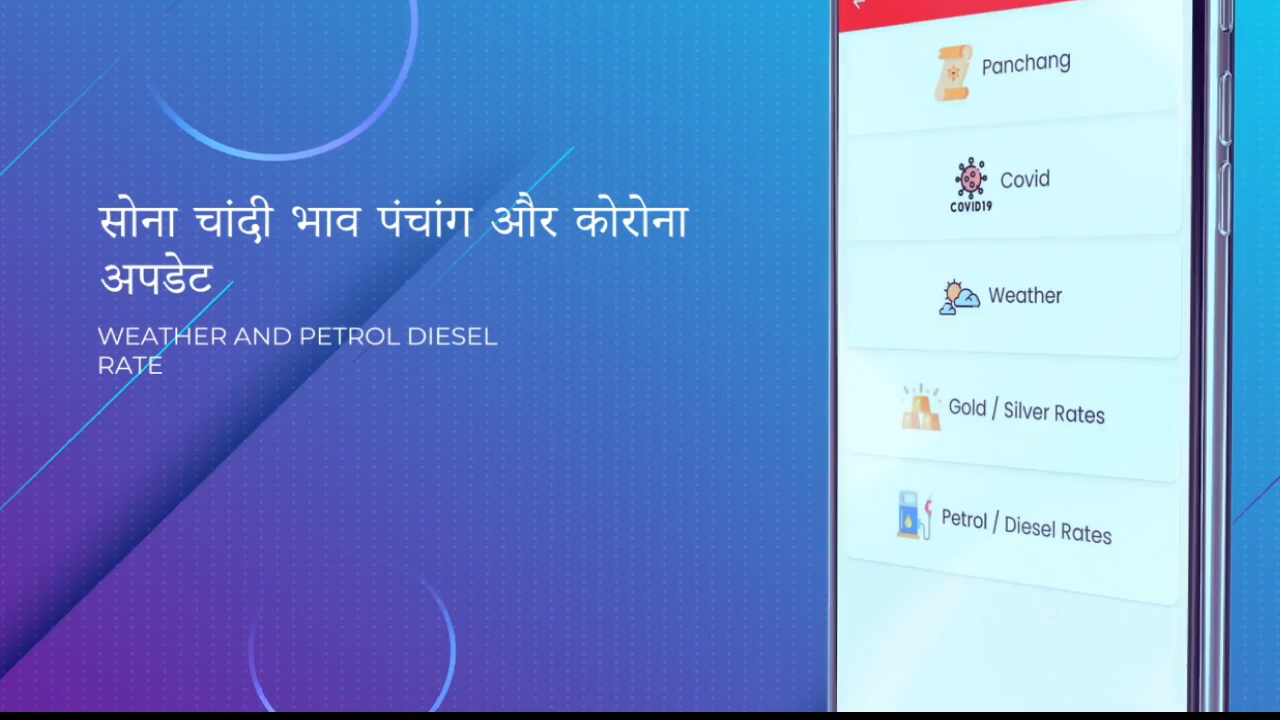 सोना चांदी भाव पंचांग और कोरोना
अपडेट
WEATHER AND PETROL DIESEL
RATE
Panchang
Covid
COVID19
Weather
Gold / Silver Rates
Petrol / Diesel Rates